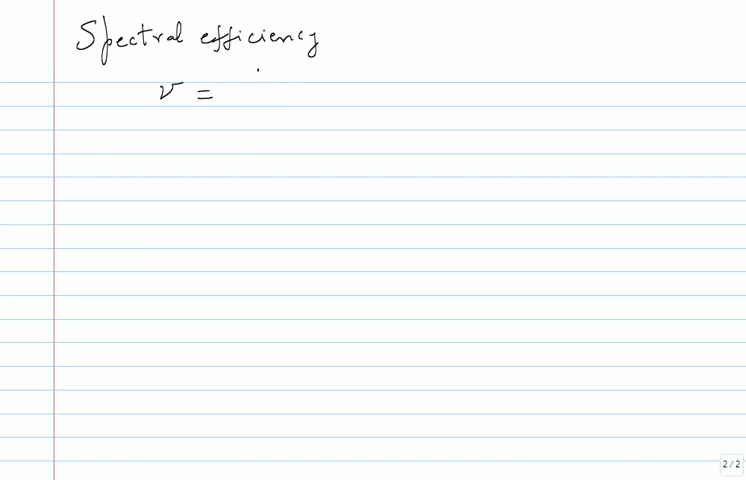 Spectral efficiency
ν =
2/2